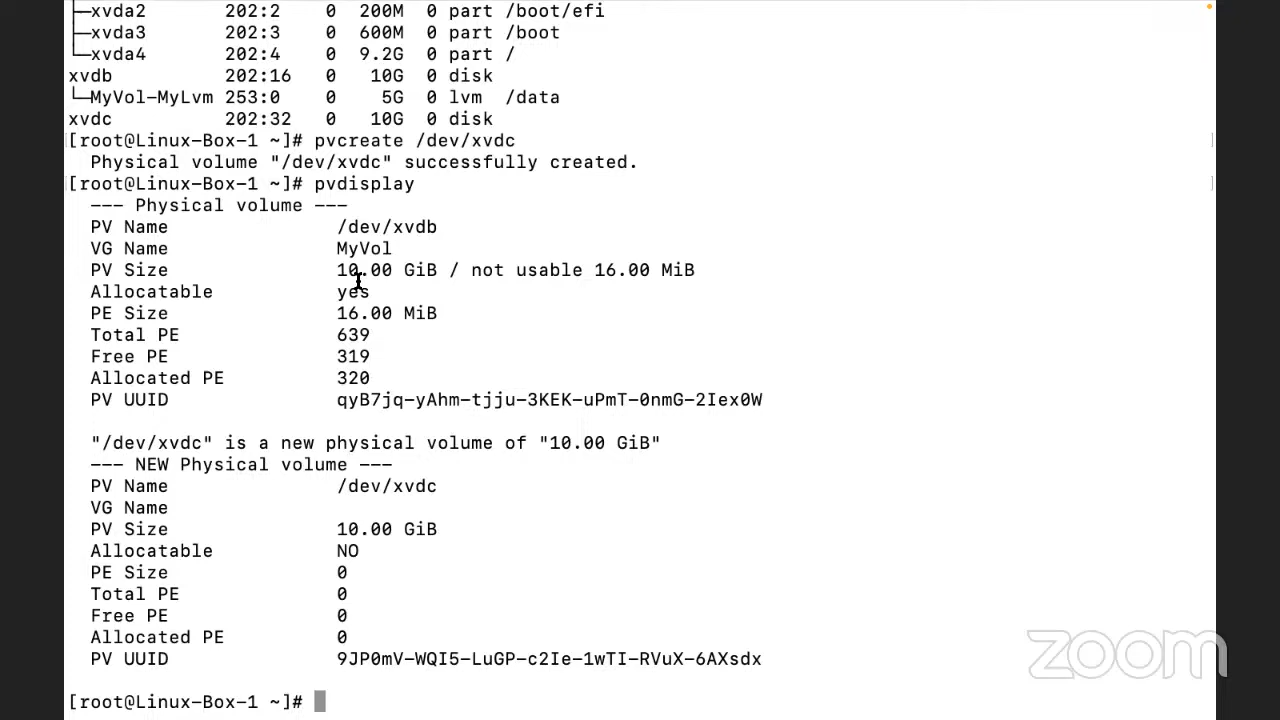 ├─xvda2 202:2 0 200M 0 part /boot/efi
├─xvda3 202:3 0 600M 0 part /boot
└─xvda4 202:4 0 9.2G 0 part /
xvdb 202:16 0 10G 0 disk
└─MyVol-MyLvm 253:0 0 5G 0 lvm /data
xvdc 202:32 0 10G 0 disk
[root@Linux-Box-1 ~]# pvcreate /dev/xvdc
Physical volume "/dev/xvdc" successfully created.
[root@Linux-Box-1 ~]# pvdisplay
--- Physical volume ---
PV Name /dev/xvdb
VG Name MyVol
PV Size 10.00 GiB / not usable 16.00 MiB
Allocatable yes
PE Size 16.00 MiB
Total PE 639
Free PE 319
Allocated PE 320
PV UUID qyB7jq-yAhm-tjju-3KEK-uPmT-0nmG-2Iex0W
"/dev/xvdc" is a new physical volume of "10.00 GiB"
--- NEW Physical volume ---
PV Name /dev/xvdc
VG Name
PV Size 10.00 GiB
Allocatable NO
PE Size 0
Total PE 0
Free PE 0
Allocated PE 0
PV UUID 9JP0mV-WQI5-LuGP-c2Ie-1wTI-RVuX-6AXsdx
[root@Linux-Box-1 ~]#
zoom